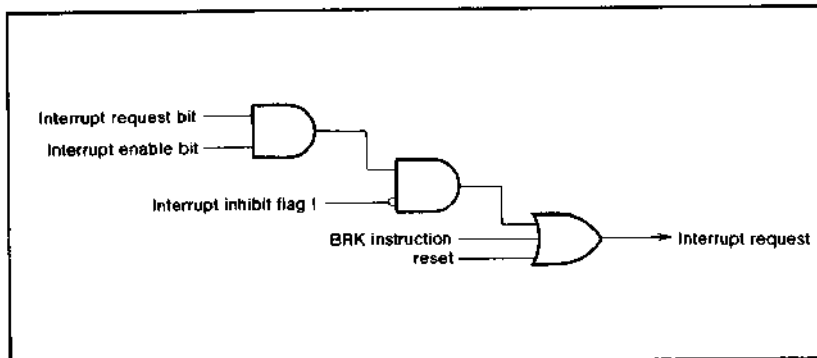 Interrupt request bit
Interrupt enable bit
Interrupt inhibit flag I
BRK instruction
reset
Interrupt request